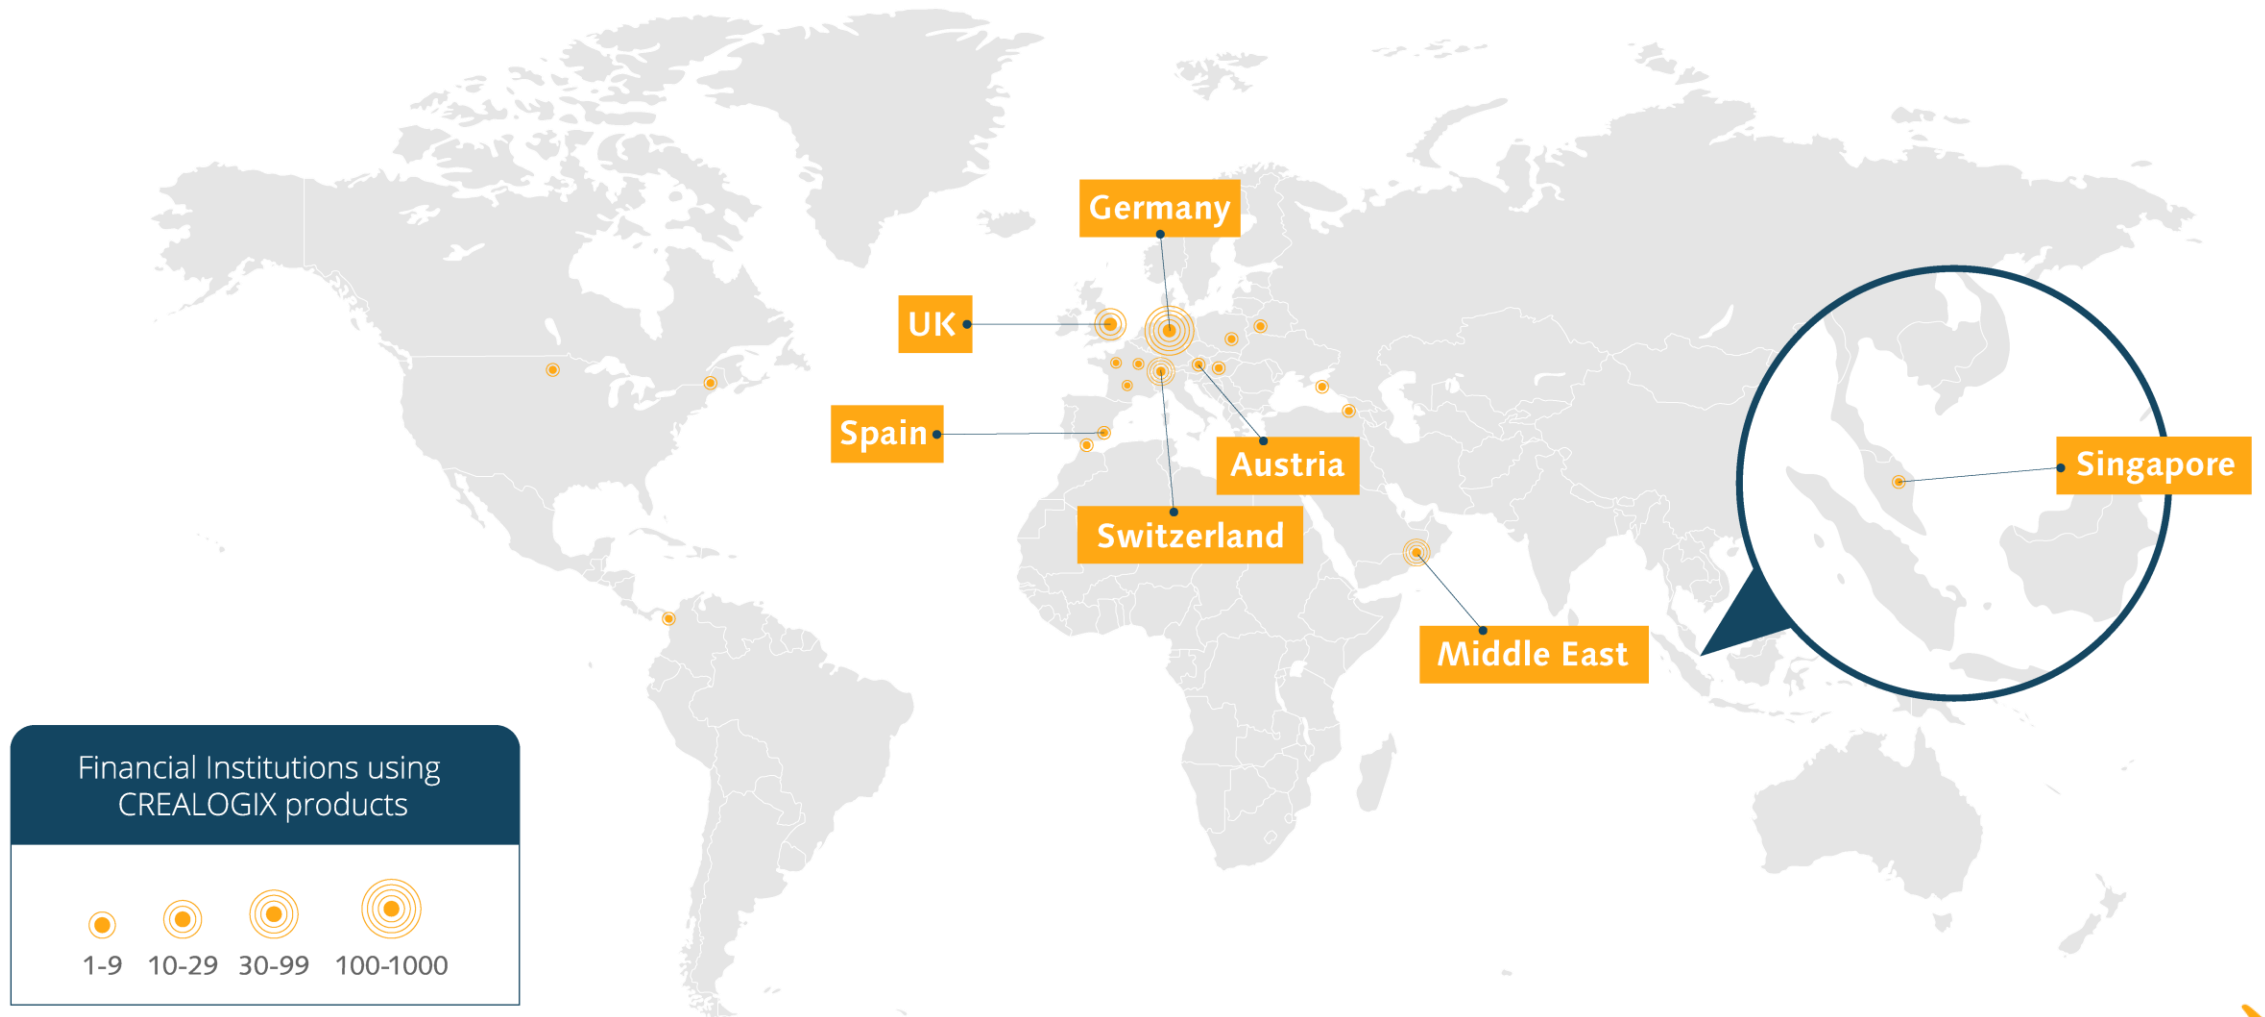 Germany
UK
Spain
Austria
Singapore
Switzerland
Middle East
Financial Institutions using
CREALOGIX products
1-9 10-29 30-99 100-1000